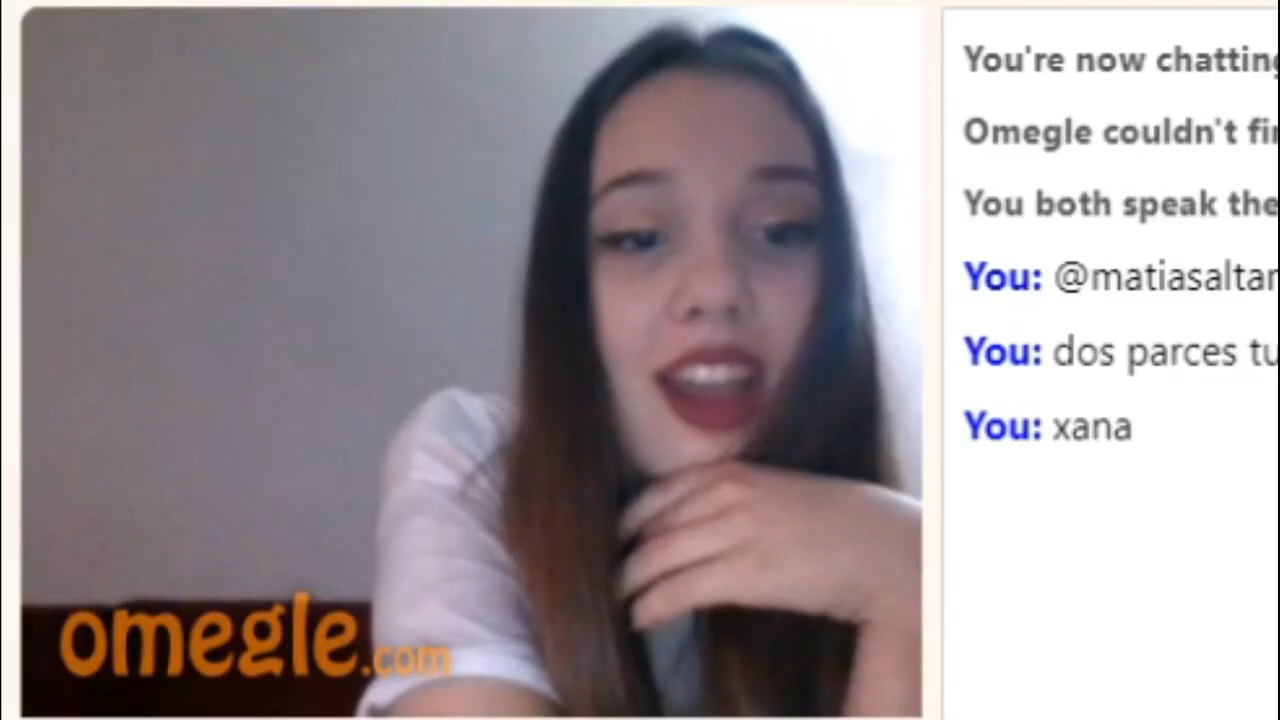 You're now chatting
Omegle couldn't fin
You both speak the
You: @matiasaltar
You: dos parces tu
You: xana
omegle.com